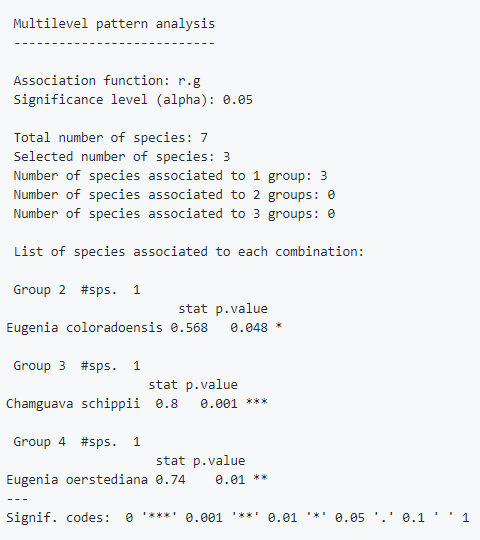 Multilevel pattern analysis
---------------------------
Association function: r.g
Significance level (alpha): 0.05
Total number of species: 7
Selected number of species: 3
Number of species associated to 1 group: 3
Number of species associated to 2 groups: 0
Number of species associated to 3 groups: 0
List of species associated to each combination:
Group 2  #sps.  1
stat p.value
Eugenia coloradoensis 0.568   0.048 *
Group 3  #sps.  1
stat p.value
Chamguava schippii  0.8   0.001 ***
Group 4  #sps.  1
stat p.value
Eugenia oerstediana 0.74    0.01 **
---
Signif. codes:  0 '***' 0.001 '**' 0.01 '*' 0.05 '.' 0.1 ' ' 1